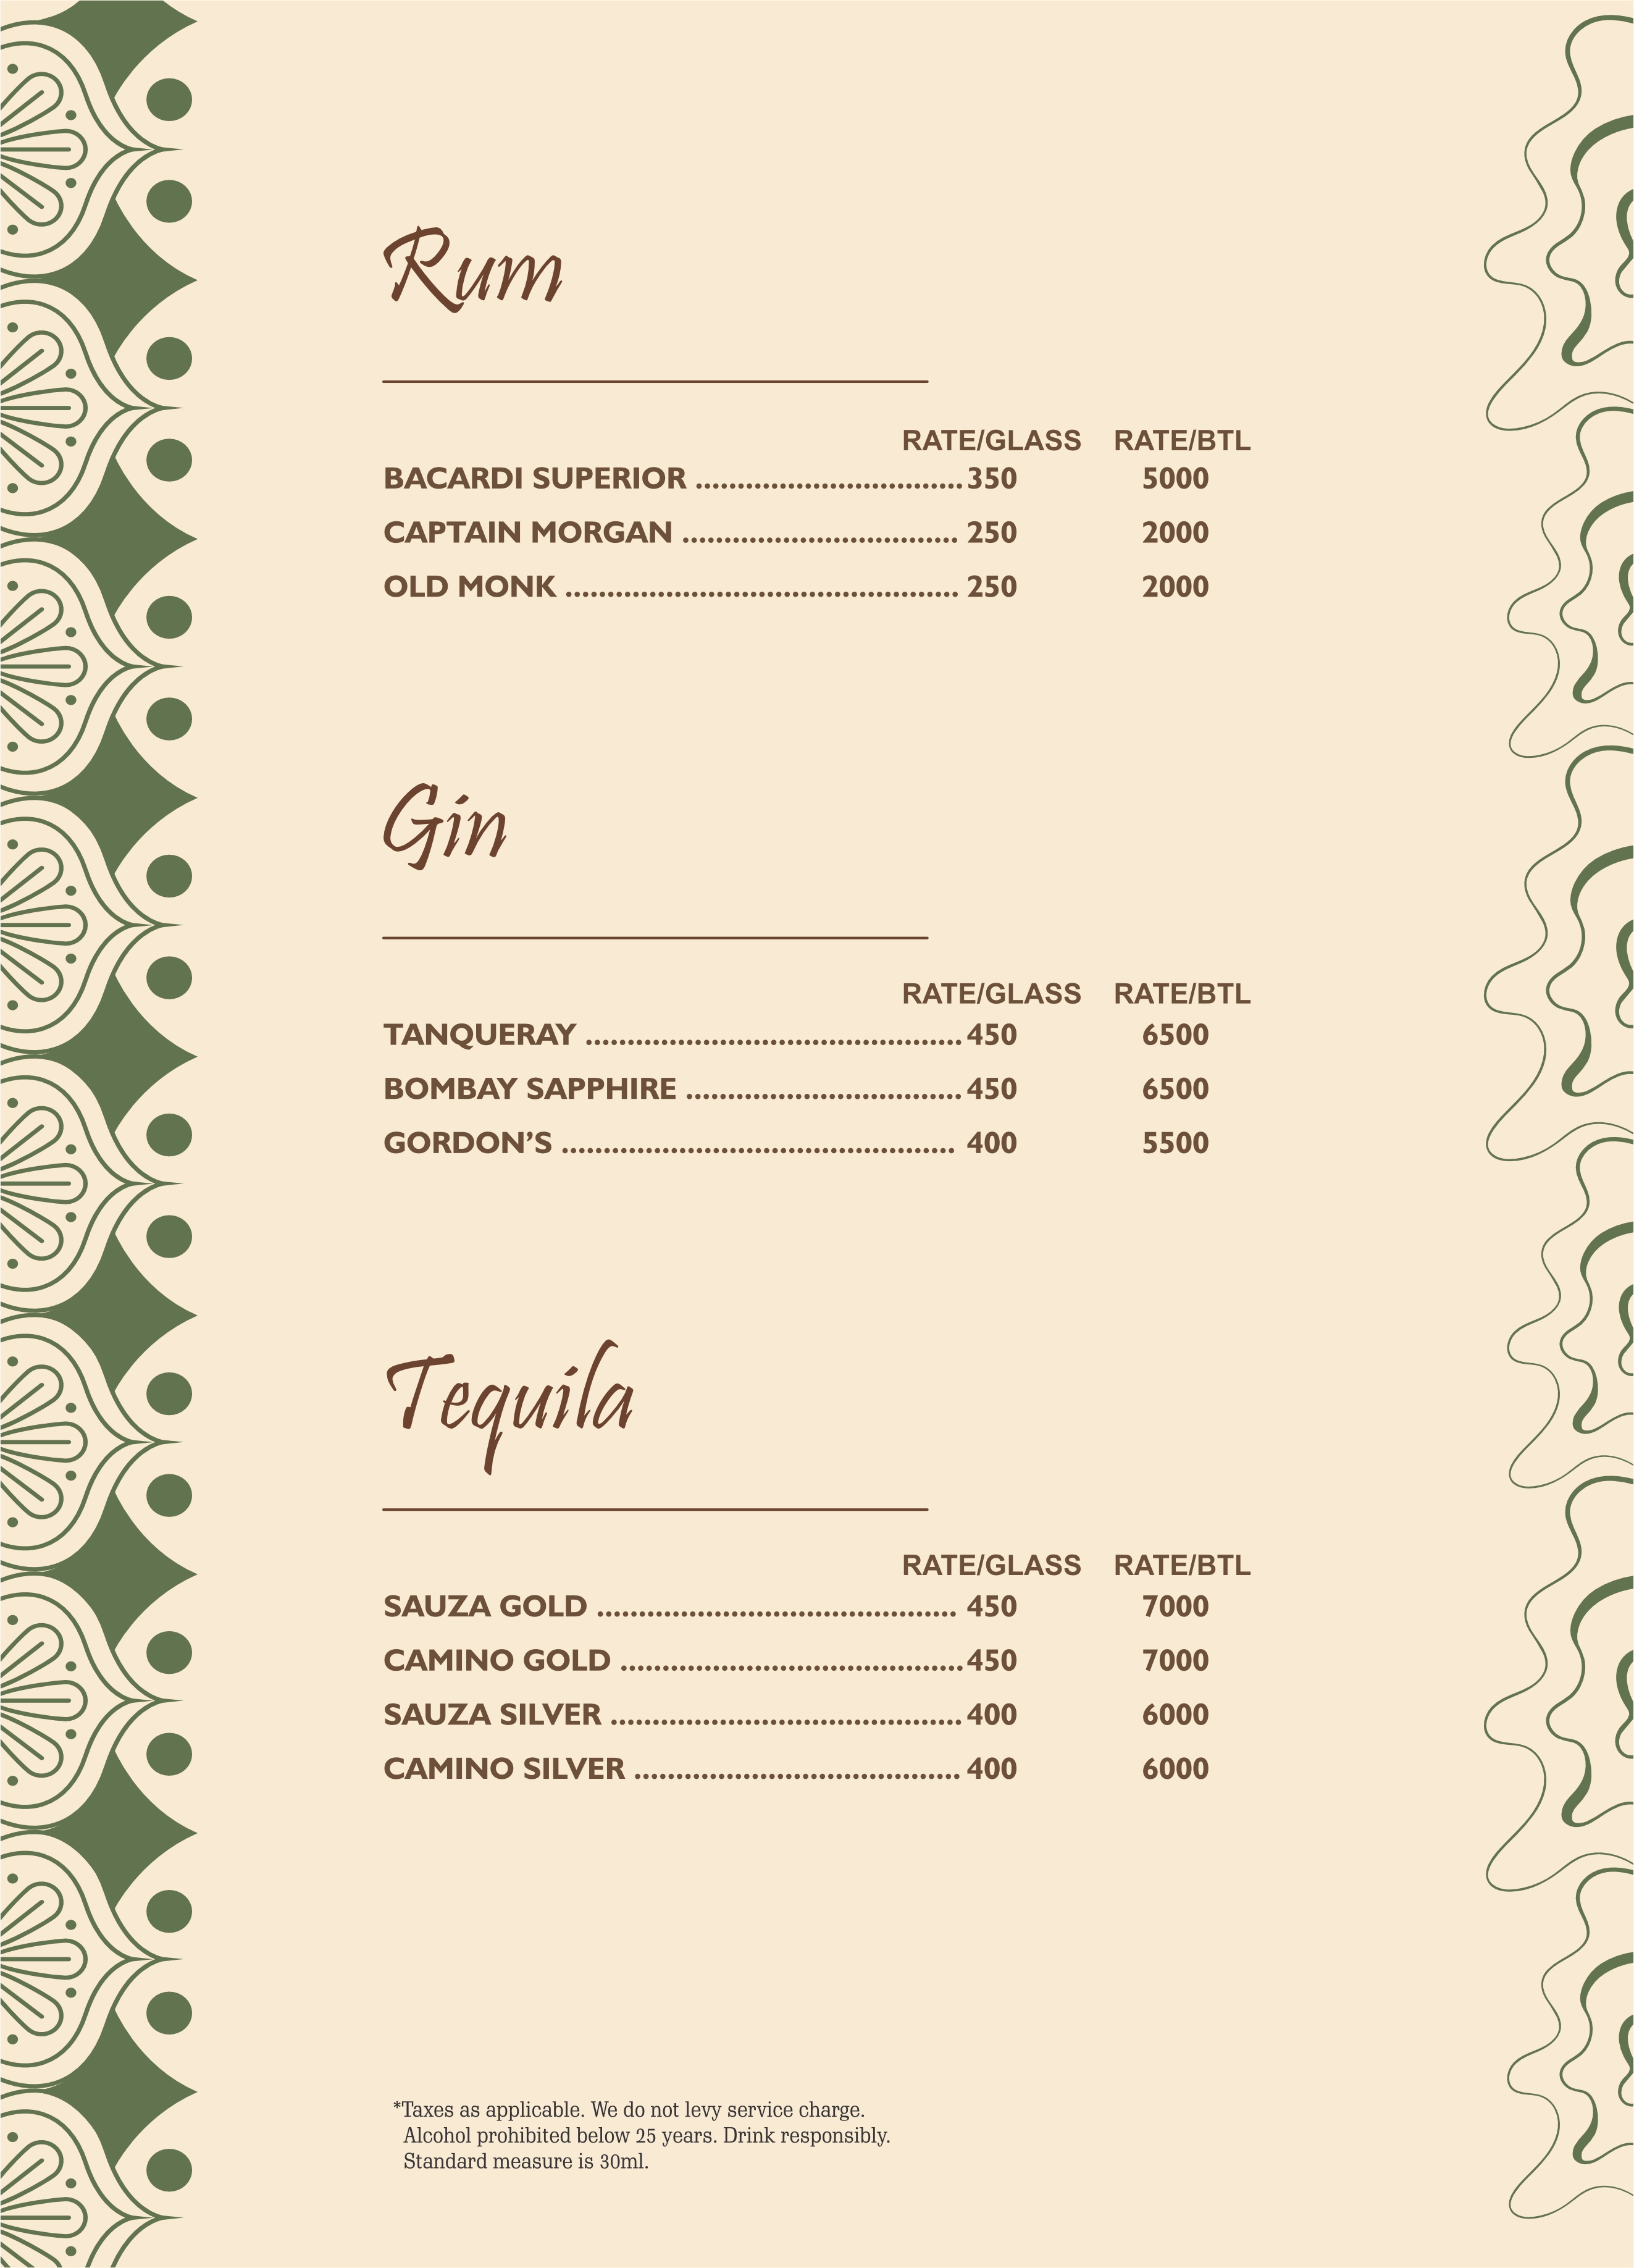 Rum
RATE/GLASS RATE/BTL
BACARDI SUPERIOR ................................ 350 5000
CAPTAIN MORGAN ................................. 250 2000
OLD MONK ............................................... 250 2000
Gin
RATE/GLASS RATE/BTL
TANQUERAY ............................................. 450 6500
BOMBAY SAPPHIRE ................................. 450 6500
GORDON’S ............................................... 400 5500
Tequila
RATE/GLASS RATE/BTL
SAUZA GOLD ........................................... 450 7000
CAMINO GOLD ......................................... 450 7000
SAUZA SILVER .......................................... 400 6000
CAMINO SILVER ....................................... 400 6000
*Taxes as applicable. We do not levy service charge.
Alcohol prohibited below 25 years. Drink responsibly.
Standard measure is 30ml.